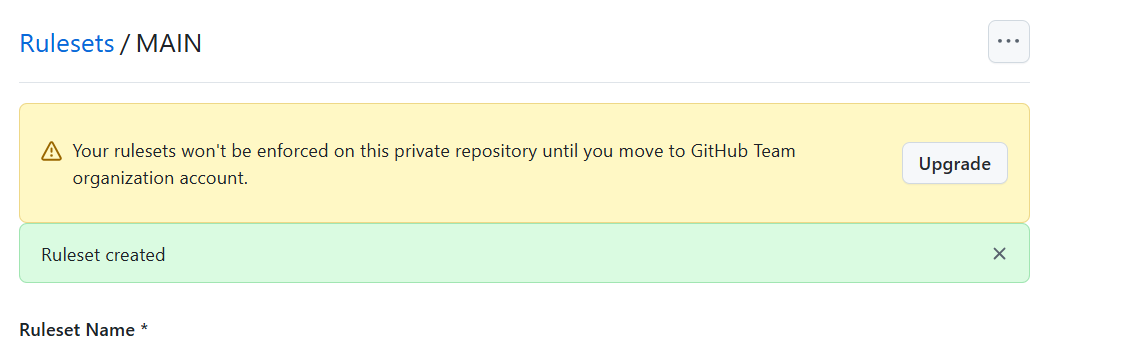 Rulesets / MAIN
Your rulesets won't be enforced on this private repository until you move to GitHub Team
organization account.
Upgrade
Ruleset created
Ruleset Name *